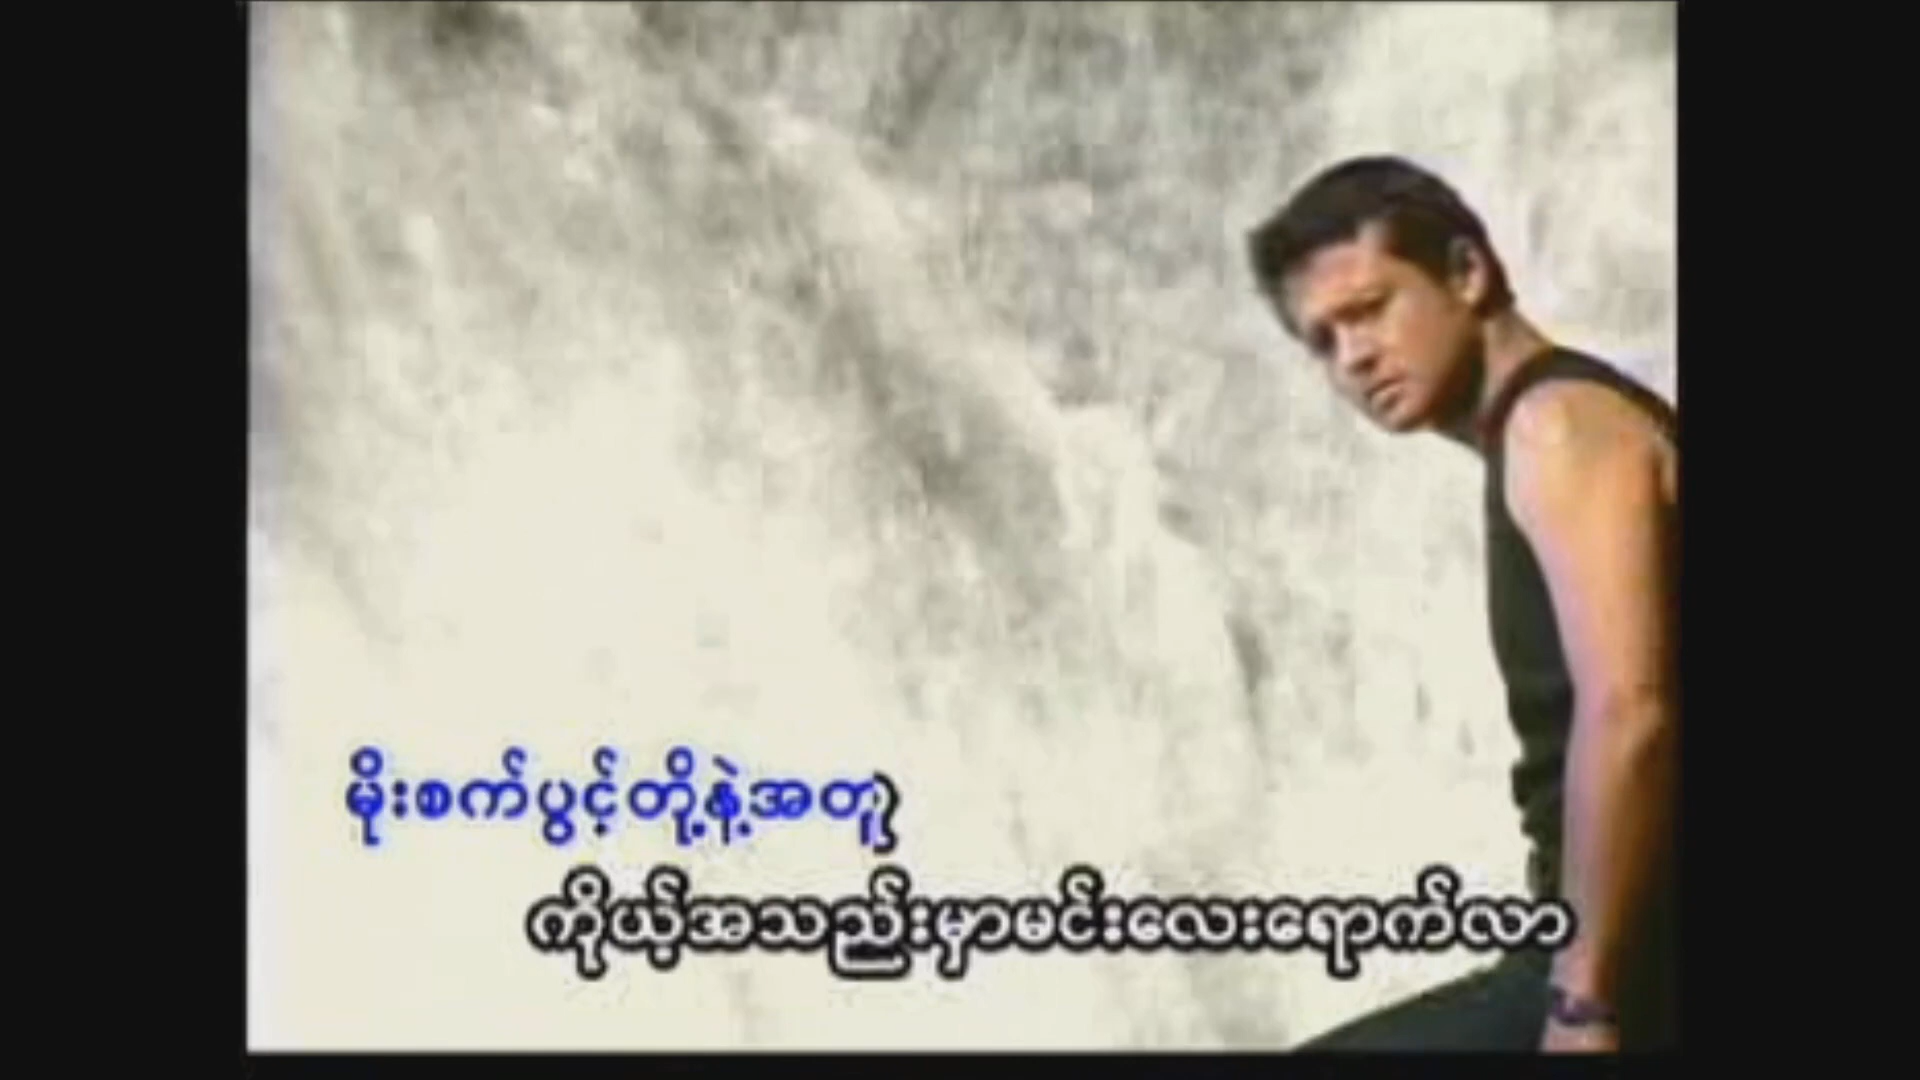 မိုးစက်ပွင့်တို့နဲ့အတူ
ကိုယ့်အသည်းမှာမင်းလေးရောက်လာ